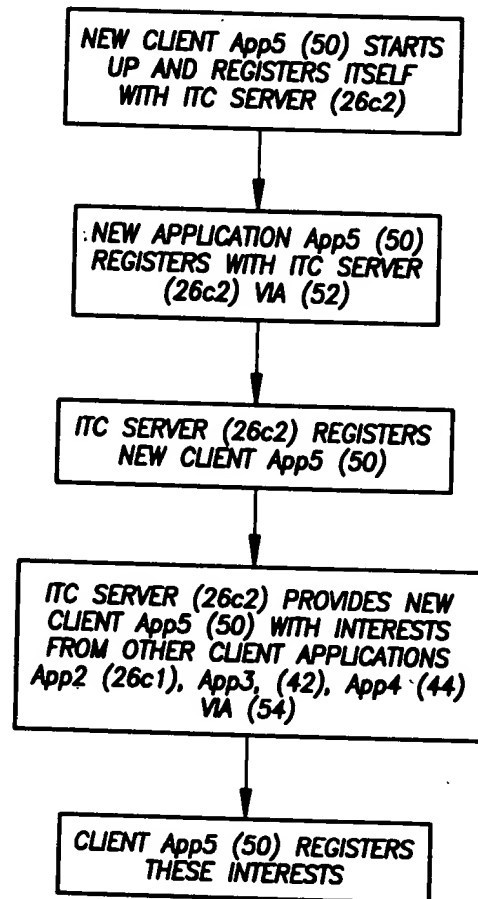 NEW CLIENT App5 (50) STARTS
UP AND REGISTERS ITSELF
WITH ITC SERVER (26c2)
NEW APPLICATION App5 (50)
REGISTERS WITH ITC SERVER
(26c2) VIA (52)
ITC SERVER (26c2) REGISTERS
NEW CLIENT App5 (50)
ITC SERVER (26c2) PROVIDES NEW
CLIENT App5 (50) WITH INTERESTS
FROM OTHER CLIENT APPLICATIONS
App2 (26c1), App3, (42), App4 (44)
VIA (54)
CLIENT App5 (50) REGISTERS
THESE INTERESTS